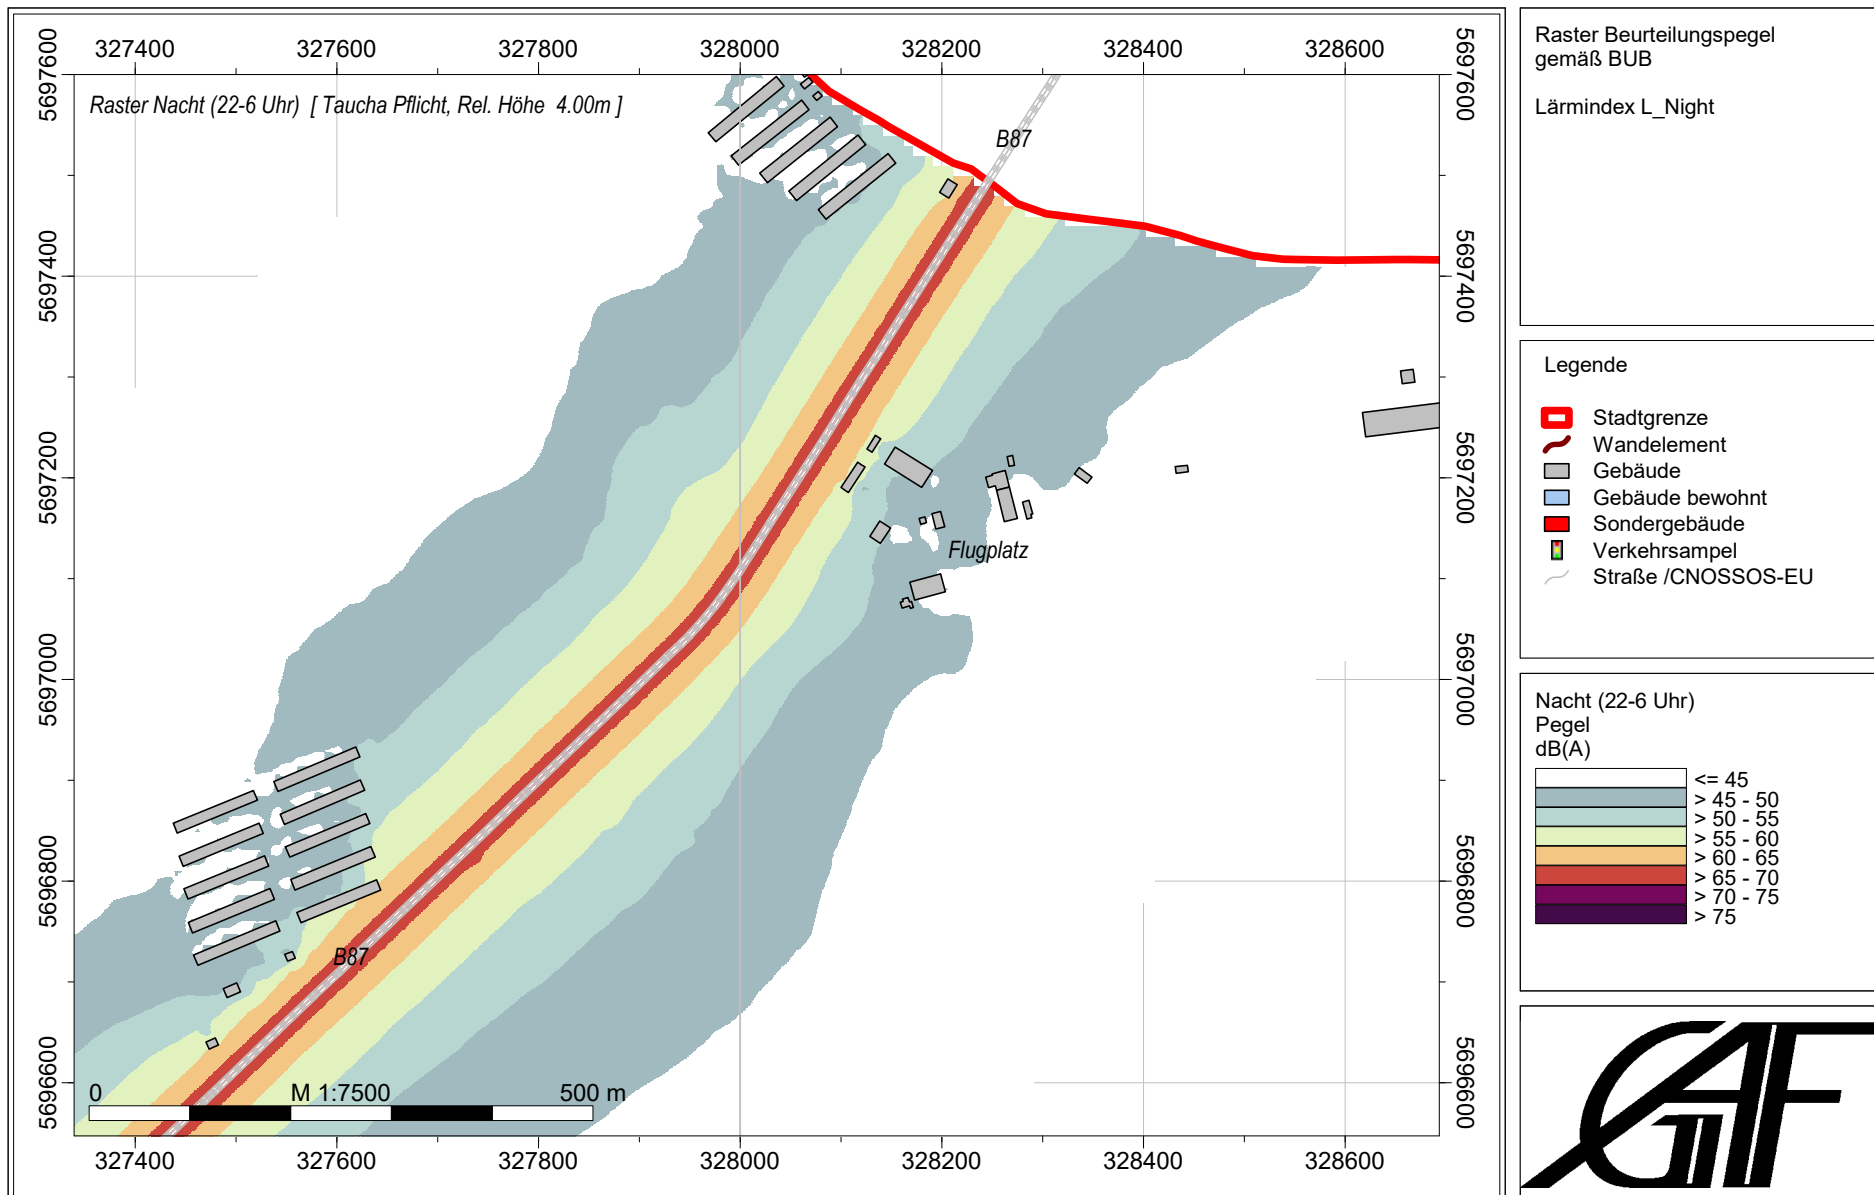 327400 327600 327800 328000 328200 328400 328600
5697600
5697400
5697200
5697000
5696800
5696600
Raster Nacht (22-6 Uhr) [ Taucha Pflicht, Rel. Höhe 4.00m ]
B87
Flugplatz
B87
0 M 1:7500 500 m
5697600
5697400
5697200
5697000
5696800
5696600
327400 327600 327800 328000 328200 328400 328600
Raster Beurteilungspegel
gemäß BUB
Lärmindex L_Night
Legende
Stadtgrenze
Wandelement
Gebäude
Gebäude bewohnt
Sondergebäude
Verkehrsampel
Straße /CNOSSOS-EU
Nacht (22-6 Uhr)
Pegel
dB(A)
<= 45
> 45 - 50
> 50 - 55
> 55 - 60
> 60 - 65
> 65 - 70
> 70 - 75
> 75
GAF